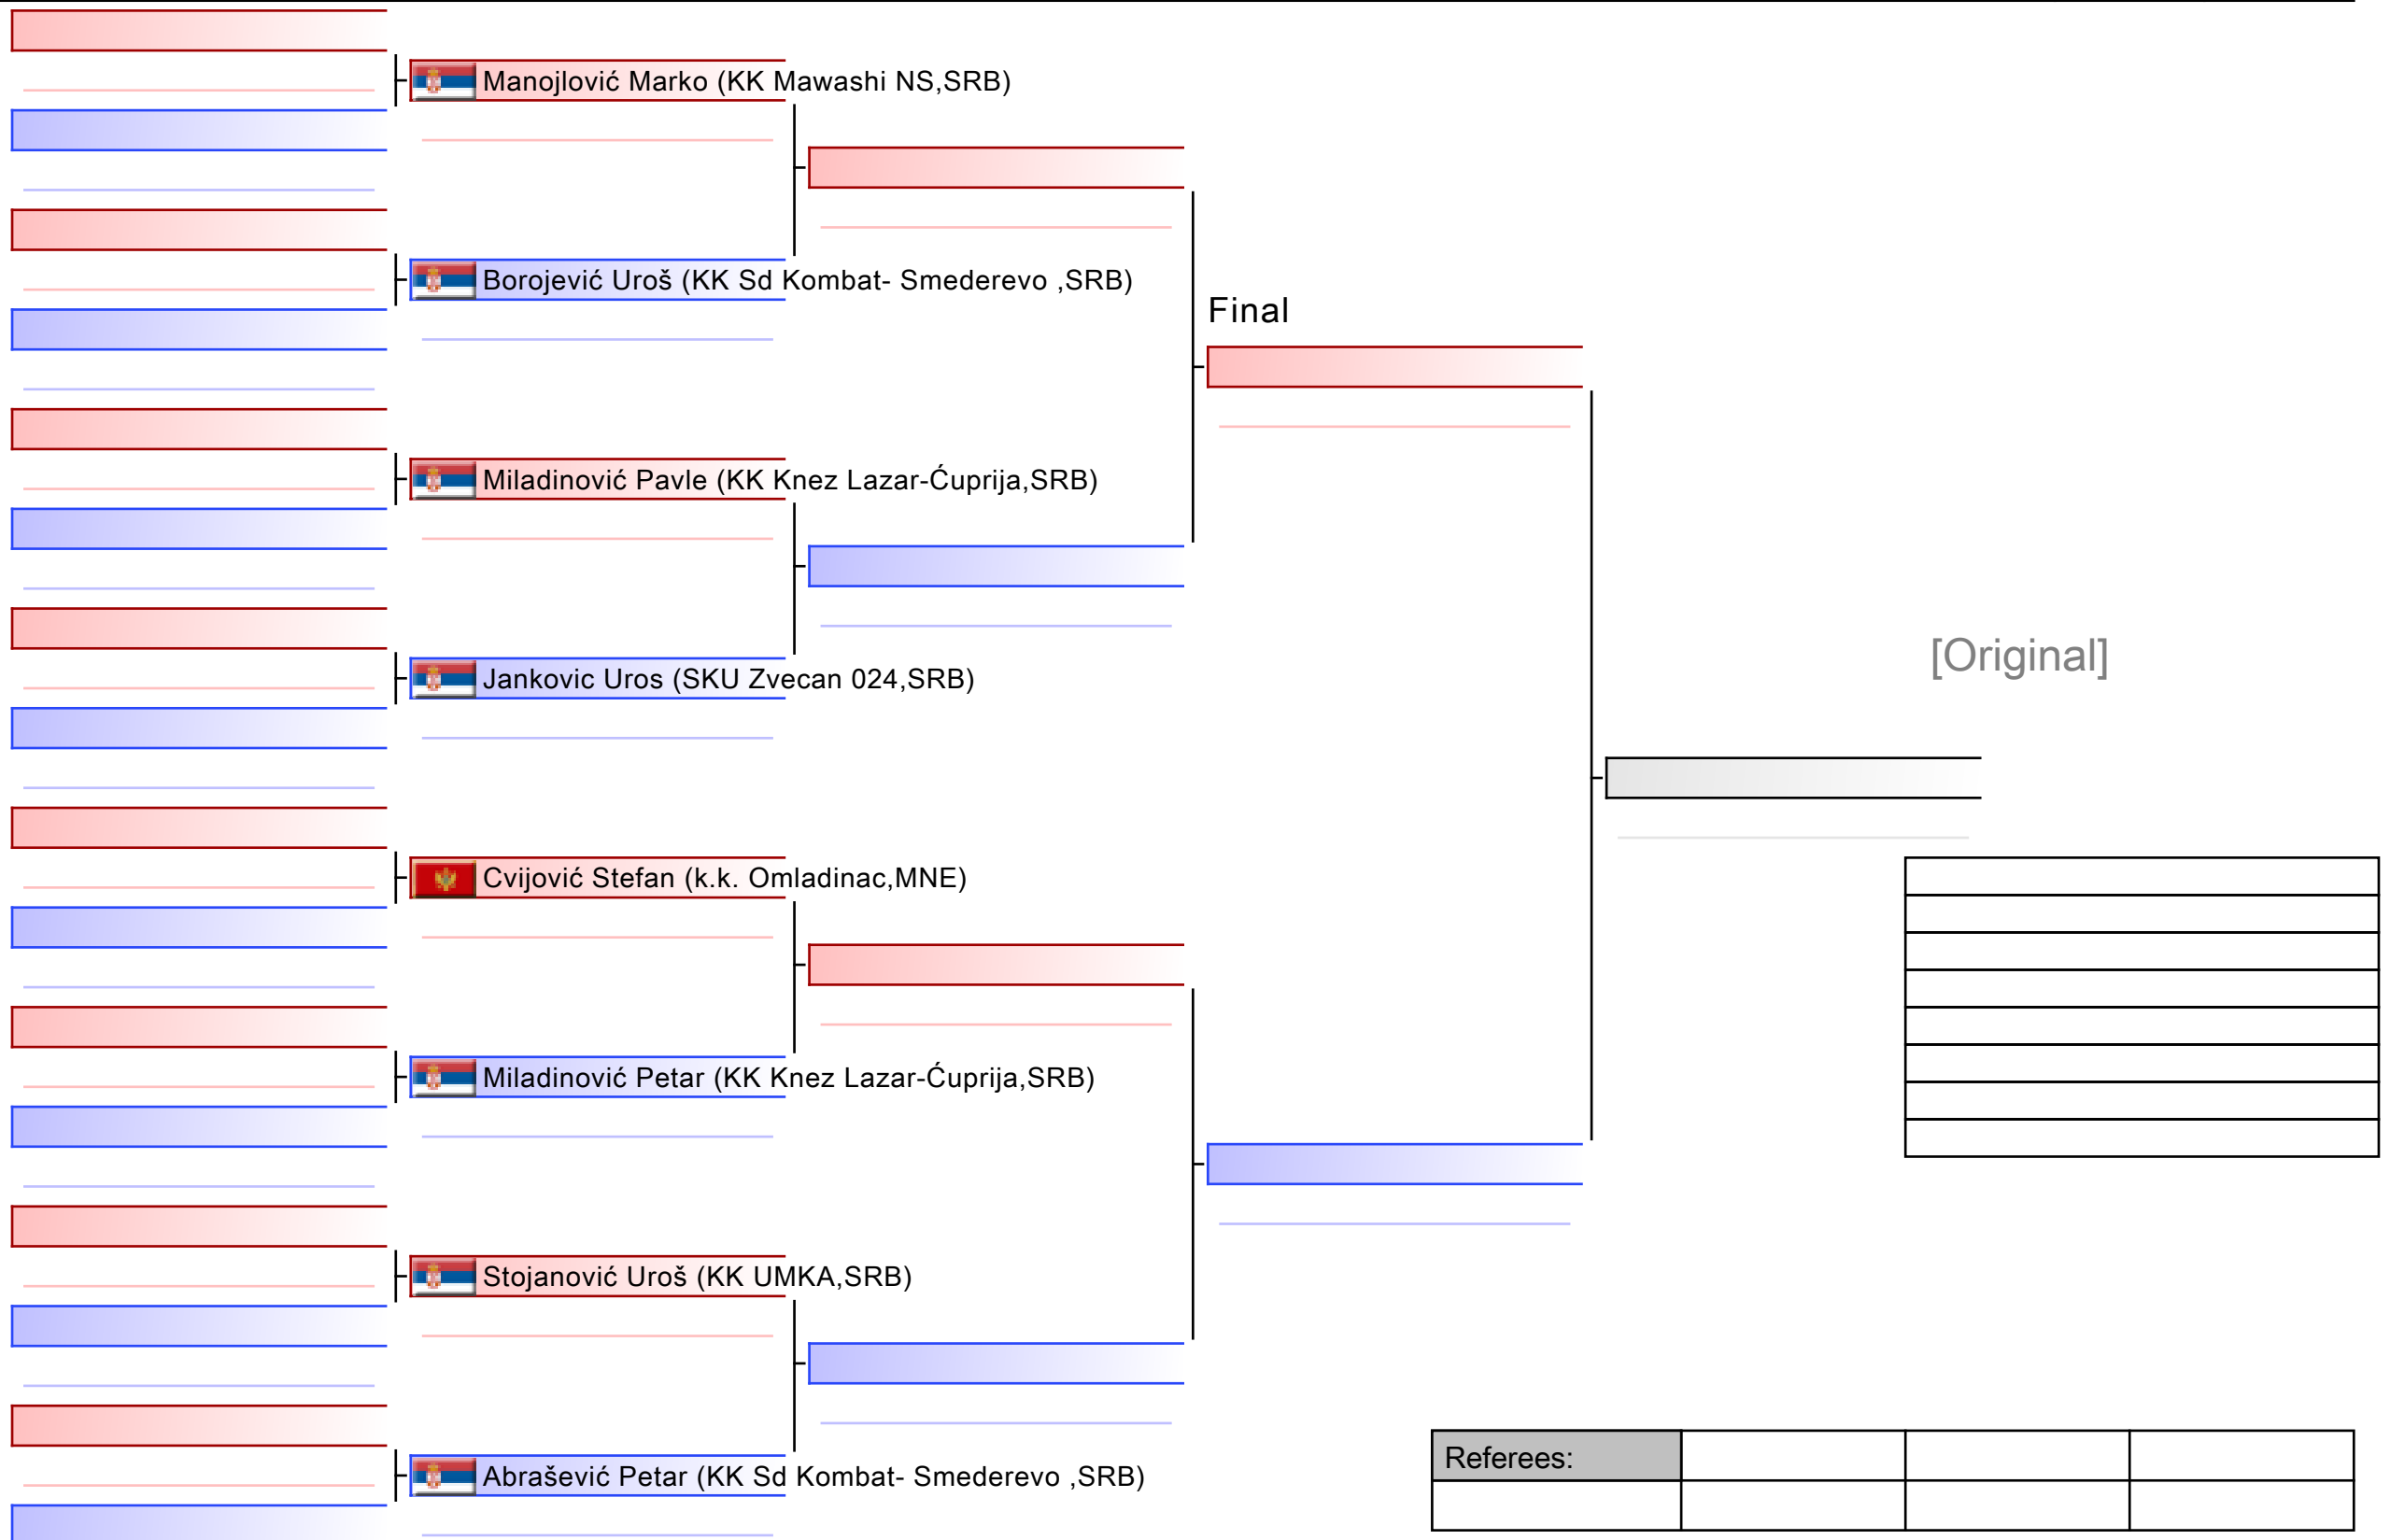 Manojlović Marko (KK Mawashi NS,SRB)
Borojević Uroš (KK Sd Kombat- Smederevo ,SRB)
Final
Miladinović Pavle (KK Knez Lazar-Ćuprija,SRB)
[Original]
Jankovic Uros (SKU Zvecan 024,SRB)
Cvijović Stefan (k.k. Omladinac,MNE)
Miladinović Petar (KK Knez Lazar-Ćuprija,SRB)
Stojanović Uroš (KK UMKA,SRB)
Referees:
Abrašević Petar (KK Sd Kombat- Smederevo ,SRB)